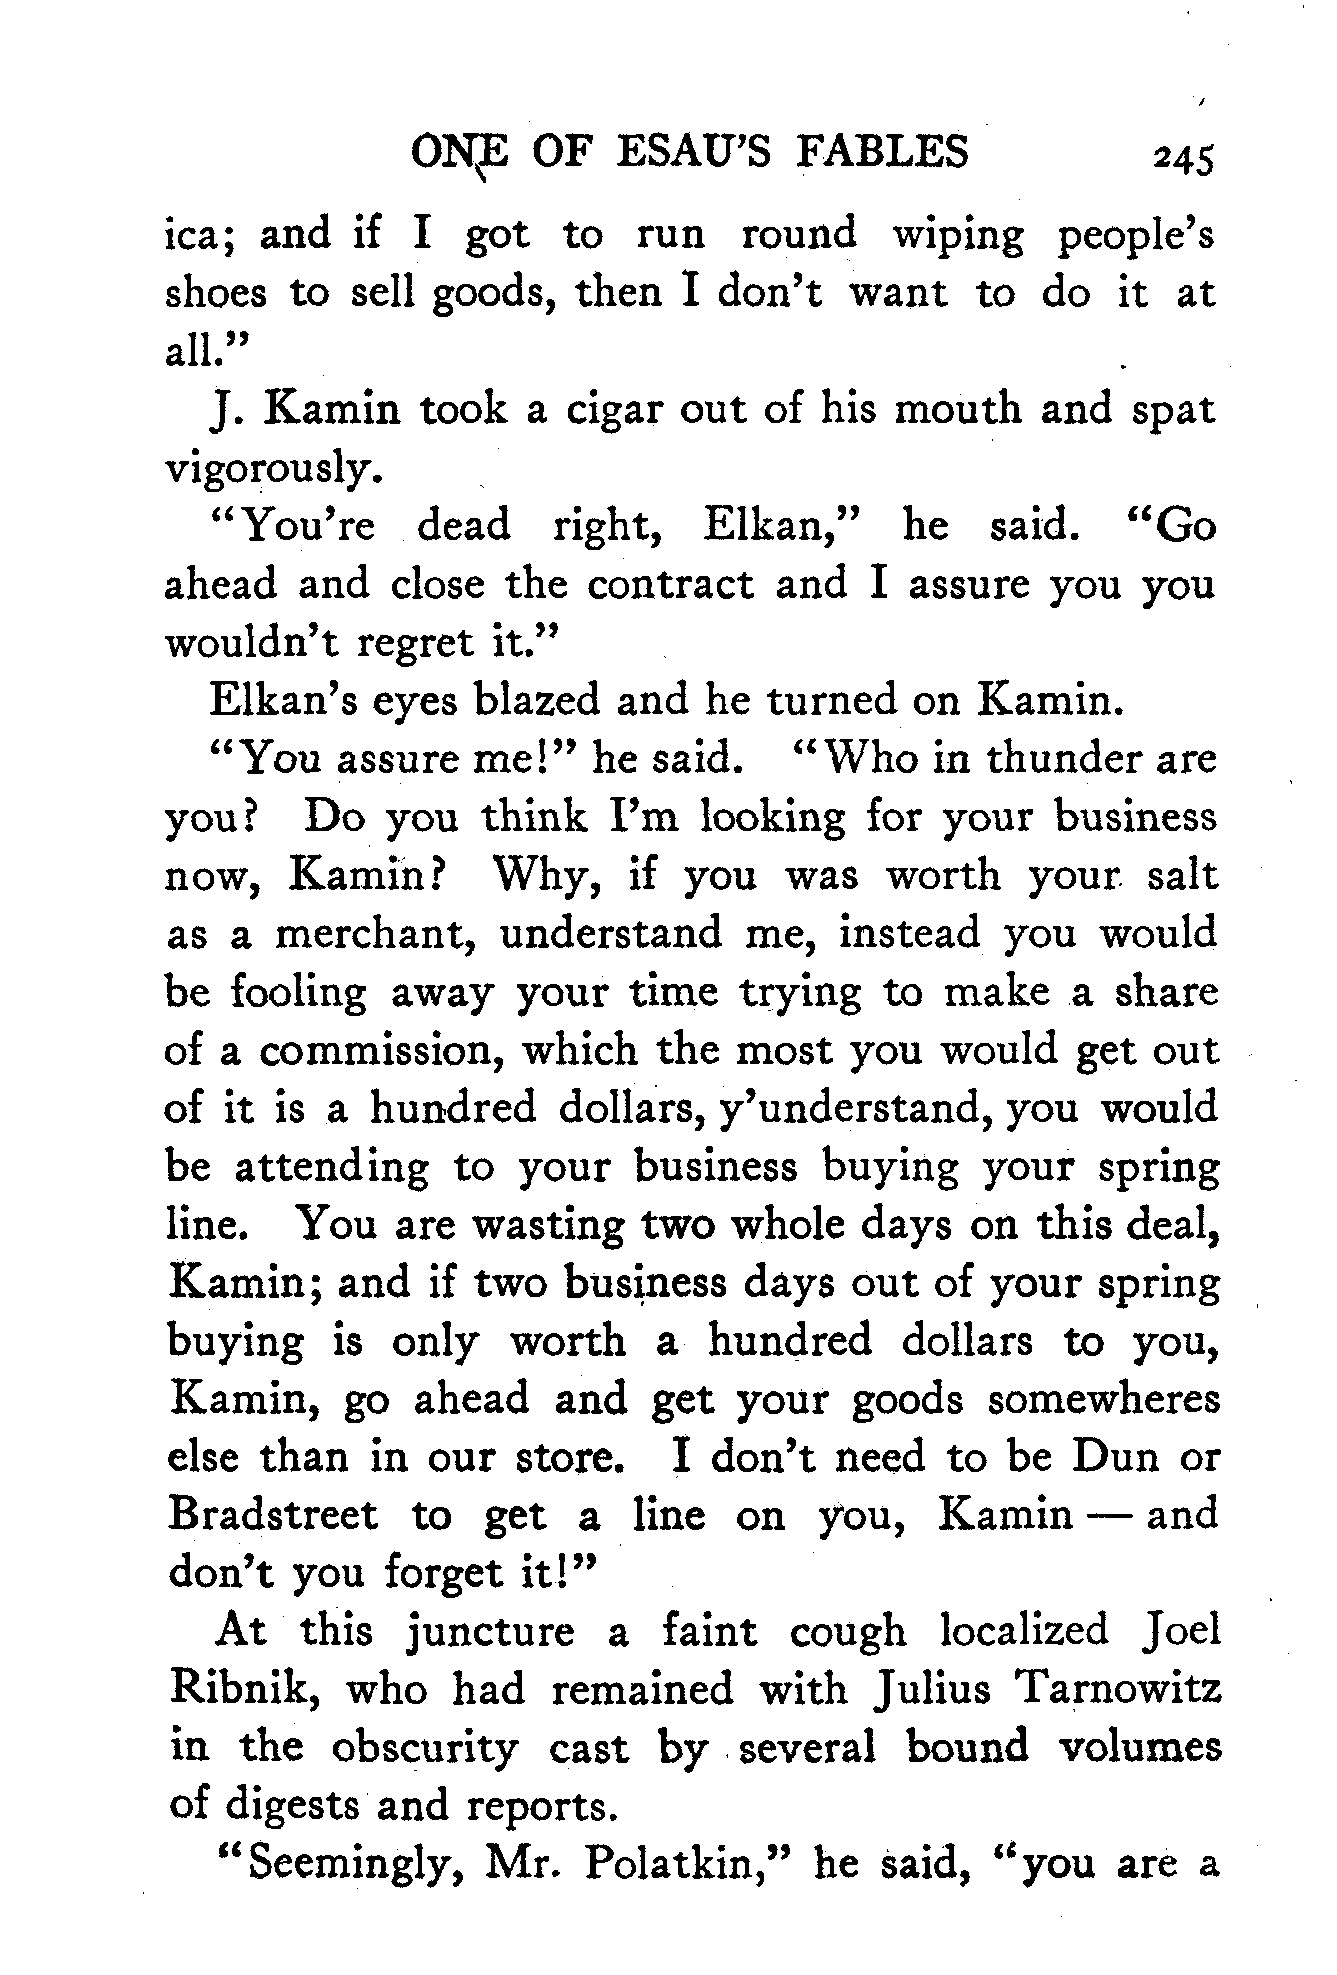 ONE OF ESAU'S FABLES 245
ica; and if I got to run round wiping people's
shoes to sell goods, then I don't want to do it at
all."
J. Kamin took a cigar out of his mouth and spat
vigorously.
"You're dead right, Elkan," he said. "Go
ahead and close the contract and I assure you you
wouldn't regret it."
Elkan's eyes blazed and he turned on Kamin.
"You assure me!" he said. "Who in thunder are
you? Do you think I'm looking for your business
now, Kamin? Why, if you was worth your salt
as a merchant, understand me, instead you would
be fooling away your time trying to make a share
of a commission, which the most you would get out
of it is a hundred dollars, y'understand, you would
be attending to your business buying your spring
line. You are wasting two whole days on this deal,
Kamin; and if two business days out of your spring
buying is only worth a hundred dollars to you,
Kamin, go ahead and get your goods somewheres
else than in our store. I don't need to be Dun or
Bradstreet to get a line on you, Kamin — and
don't you forget it!"
At this juncture a faint cough localized Joel
Ribnik, who had remained with Julius Tarnowitz
in the obscurity cast by several bound volumes
of digests and reports.
"Seemingly, Mr. Polatkin," he said, "you are a